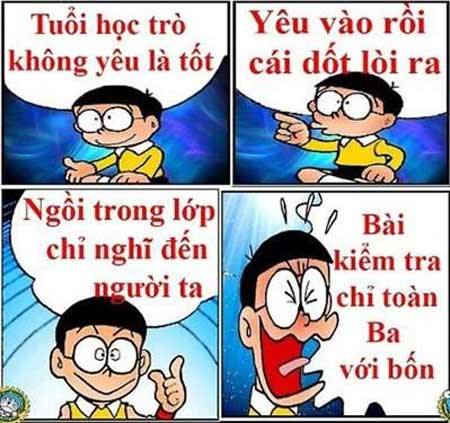 Tuổi học trò
không yêu là tốt
Yêu vào rồi
cái dốt lòi ra
Ngồi trong lớp
chỉ nghĩ đến
người ta
Bài
kiểm tra
chỉ toàn
Ba
với bốn